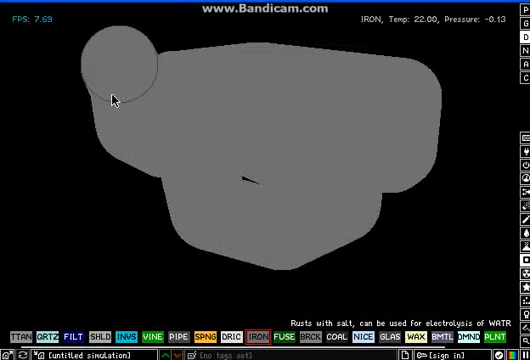 www.Bandicam.com
FPS: 7.69
IRON, Temp: 22.00, Pressure: -0.13
P
G
D
N
A
C
Rusts with salt, can be used for electrolysis of WATR
TTAN QRTZ FILT SHLD INVS VINE PIPE SPNG DRIC IRON FUSE BRCK COAL NICE GLAS WAX BMTL DMND PLNT
[untitled simulation]
[no tags set]
[sign in]